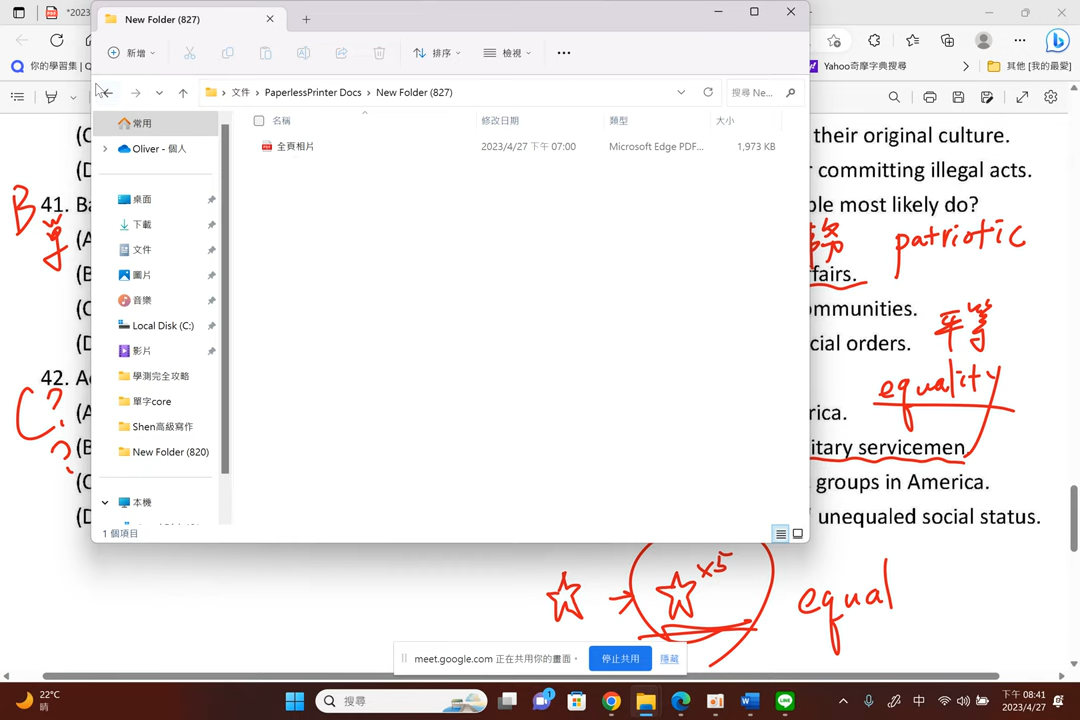 *2023
New Folder (827)
你的學習集 | Q
Yahoo奇摩字典搜尋
其他 [我的最愛]
新增
排序
檢視
文件 PaperlessPrinter Docs New Folder (827)
搜尋 Ne...
常用
Oliver - 個人
桌面
下載
文件
圖片
音樂
Local Disk (C:)
影片
學測完全攻略
單字core
Shen高級寫作
New Folder (820)
本機
名稱 修改日期 類型 大小
全頁相片 2023/4/27 下午 07:00 Microsoft Edge PDF... 1,973 KB
1 個項目
(C their original culture.
(D committing illegal acts.
B 41. Ba ple most likely do?
(A 務 patriotic
(B ffairs.
(C mmunities.
平等
(D cial orders.
equality
C? 42. A
(A rica.
? (B itary servicemen.
(C groups in America.
(D unequaled social status.
x5
equal
meet.google.com 正在共用你的畫面。 停止共用 隱藏
22°C
晴
搜尋
1
中
下午 08:41
2023/4/27